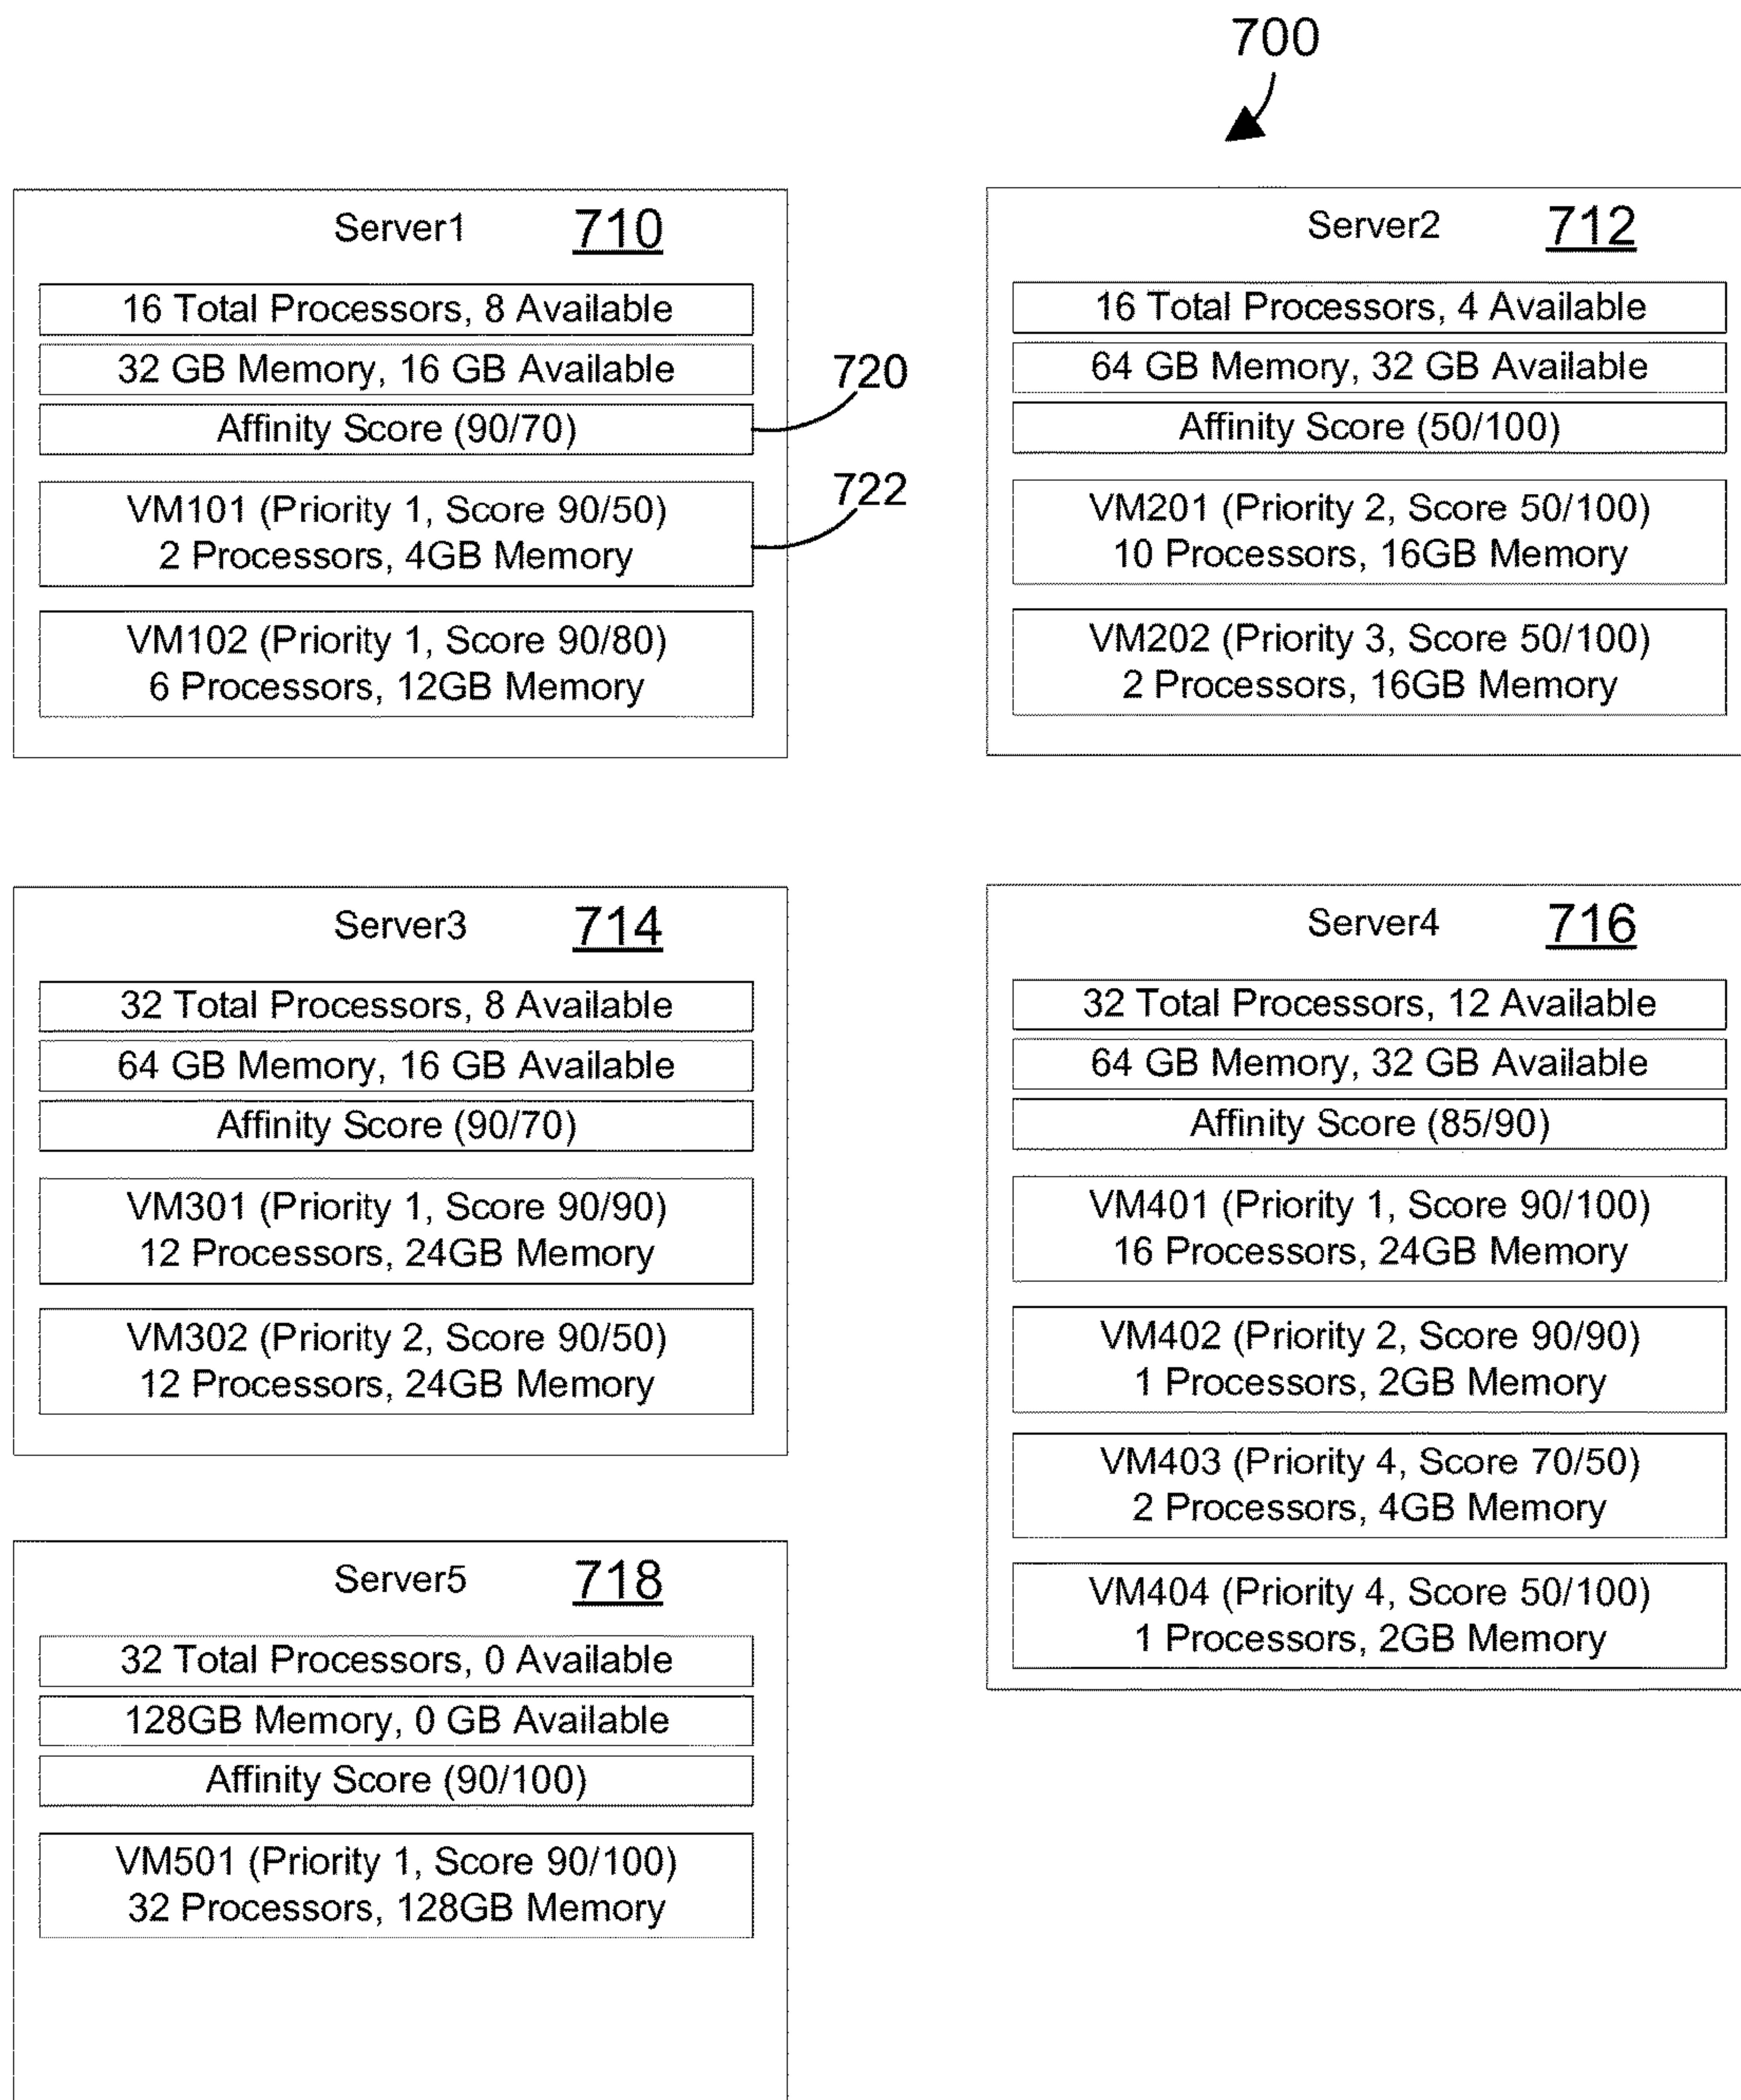 700
Server1 710
16 Total Processors, 8 Available
32 GB Memory, 16 GB Available
Affinity Score (90/70)
720
VM101 (Priority 1, Score 90/50)
2 Processors, 4GB Memory
722
VM102 (Priority 1, Score 90/80)
6 Processors, 12GB Memory
Server2 712
16 Total Processors, 4 Available
64 GB Memory, 32 GB Available
Affinity Score (50/100)
VM201 (Priority 2, Score 50/100)
10 Processors, 16GB Memory
VM202 (Priority 3, Score 50/100)
2 Processors, 16GB Memory
Server3 714
32 Total Processors, 8 Available
64 GB Memory, 16 GB Available
Affinity Score (90/70)
VM301 (Priority 1, Score 90/90)
12 Processors, 24GB Memory
VM302 (Priority 2, Score 90/50)
12 Processors, 24GB Memory
Server4 716
32 Total Processors, 12 Available
64 GB Memory, 32 GB Available
Affinity Score (85/90)
VM401 (Priority 1, Score 90/100)
16 Processors, 24GB Memory
VM402 (Priority 2, Score 90/90)
1 Processors, 2GB Memory
VM403 (Priority 4, Score 70/50)
2 Processors, 4GB Memory
VM404 (Priority 4, Score 50/100)
1 Processors, 2GB Memory
Server5 718
32 Total Processors, 0 Available
128GB Memory, 0 GB Available
Affinity Score (90/100)
VM501 (Priority 1, Score 90/100)
32 Processors, 128GB Memory